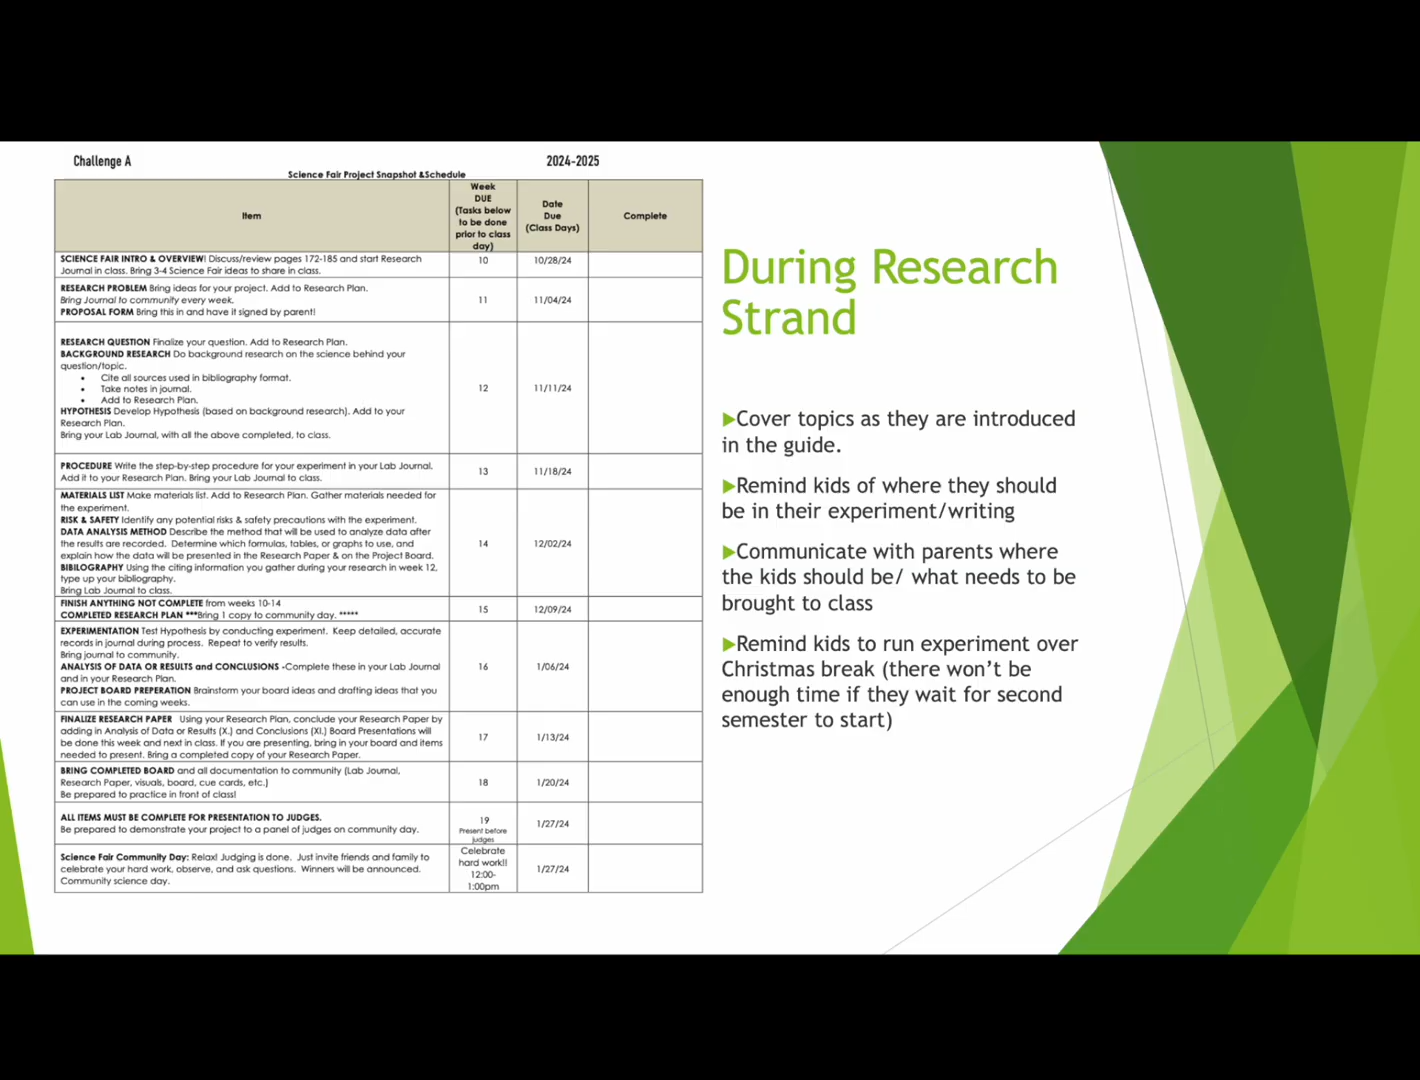 Challenge A
2024-2025
Science Fair Project Snapshot &Schedule
Item
Week
DUE
(Tasks below
to be done
prior to class
day)
Date
Due
(Class Days)
Complete
SCIENCE FAIR INTRO & OVERVIEW! Discuss/review pages 172-185 and start Research
Journal in class. Bring 3-4 Science Fair ideas to share in class.
10
10/28/24
RESEARCH PROBLEM Bring ideas for your project. Add to Research Plan.
Bring Journal to community every week.
PROPOSAL FORM Bring this in and have it signed by parent!
11
11/04/24
RESEARCH QUESTION Finalize your question. Add to Research Plan.
BACKGROUND RESEARCH Do background research on the science behind your
question/topic.
• Cite all sources used in bibliography format.
• Take notes in journal.
• Add to Research Plan.
HYPOTHESIS Develop Hypothesis (based on background research). Add to your
Research Plan.
Bring your Lab Journal, with all the above completed, to class.
12
11/11/24
PROCEDURE Write the step-by-step procedure for your experiment in your Lab Journal.
Add it to your Research Plan. Bring your Lab Journal to class.
13
11/18/24
MATERIALS LIST Make materials list. Add to Research Plan. Gather materials needed for
the experiment.
RISK & SAFETY Identify any potential risks & safety precautions with the experiment.
DATA ANALYSIS METHOD Describe the method that will be used to analyze data after
the results are recorded. Determine which formulas, tables, or graphs to use, and
explain how the data will be presented in the Research Paper & on the Project Board.
BIBILOGRAPHY Using the citing information you gather during your research in week 12,
type up your bibliography.
Bring Lab Journal to class.
14
12/02/24
FINISH ANYTHING NOT COMPLETE from weeks 10-14
COMPLETED RESEARCH PLAN ***Bring 1 copy to community day. *****
15
12/09/24
EXPERIMENTATION Test Hypothesis by conducting experiment. Keep detailed, accurate
records in journal during process. Repeat to verify results.
Bring journal to community.
ANALYSIS OF DATA OR RESULTS and CONCLUSIONS -Complete these in your Lab Journal
and in your Research Plan.
PROJECT BOARD PREPERATION Brainstorm your board ideas and drafting ideas that you
can use in the coming weeks.
16
1/06/24
FINALIZE RESEARCH PAPER Using your Research Plan, conclude your Research Paper by
adding in Analysis of Data or Results (X.) and Conclusions (XI.) Board Presentations will
be done this week and next in class. If you are presenting, bring in your board and items
needed to present. Bring a completed copy of your Research Paper.
17
1/13/24
BRING COMPLETED BOARD and all documentation to community (Lab Journal,
Research Paper, visuals, board, cue cards, etc.)
Be prepared to practice in front of class!
18
1/20/24
ALL ITEMS MUST BE COMPLETE FOR PRESENTATION TO JUDGES.
Be prepared to demonstrate your project to a panel of judges on community day.
19
Present before
judges
1/27/24
Science Fair Community Day: Relax! Judging is done. Just invite friends and family to
celebrate your hard work, observe, and ask questions. Winners will be announced.
Community science day.
Celebrate
hard work!!
12:00-
1:00pm
1/27/24
During Research
Strand
Cover topics as they are introduced
in the guide.
Remind kids of where they should
be in their experiment/writing
Communicate with parents where
the kids should be/ what needs to be
brought to class
Remind kids to run experiment over
Christmas break (there won't be
enough time if they wait for second
semester to start)